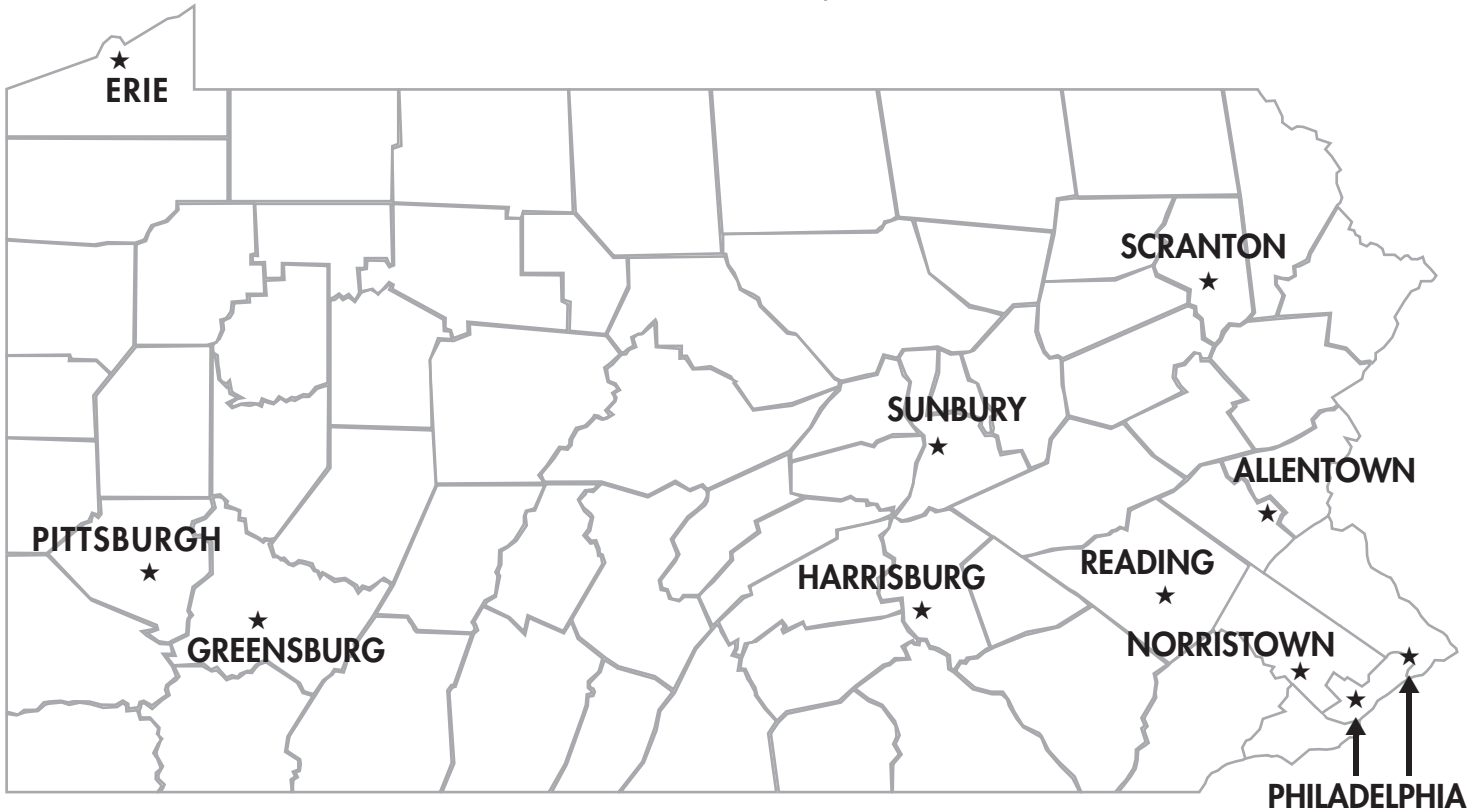 ERIE
SCRANTON
SUNBURY
ALLENTOWN
PITTSBURGH
READING
HARRISBURG
NORRISTOWN
GREENSBURG
PHILADELPHIA